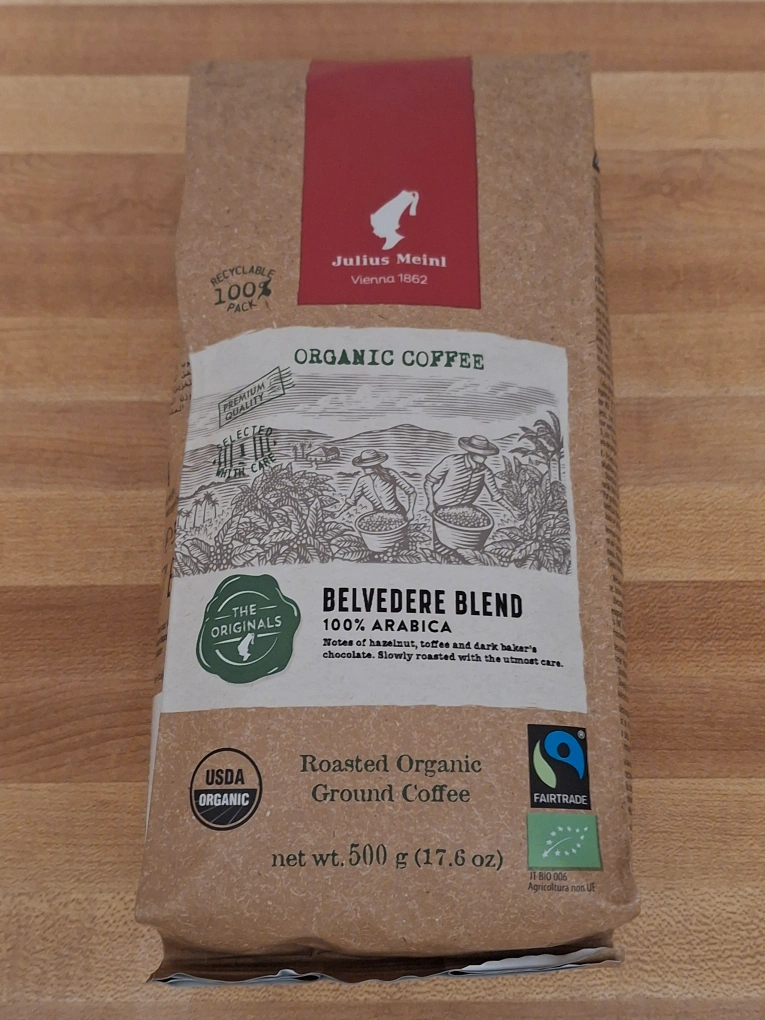 Julius Meinl
Vienna 1862
RECYCLABLE
100%
PACK
ORGANIC COFFEE
PREMIUM
QUALITY
SELECTED
WITH CARE
THE
ORIGINALS
BELVEDERE BLEND
100% ARABICA
Notes of hazelnut, toffee and dark baker's
chocolate. Slowly roasted with the utmost care.
USDA
ORGANIC
Roasted Organic
Ground Coffee
net wt. 500 g (17.6 oz)
®
FAIRTRADE
IT BIO 006
Agricoltura non UE